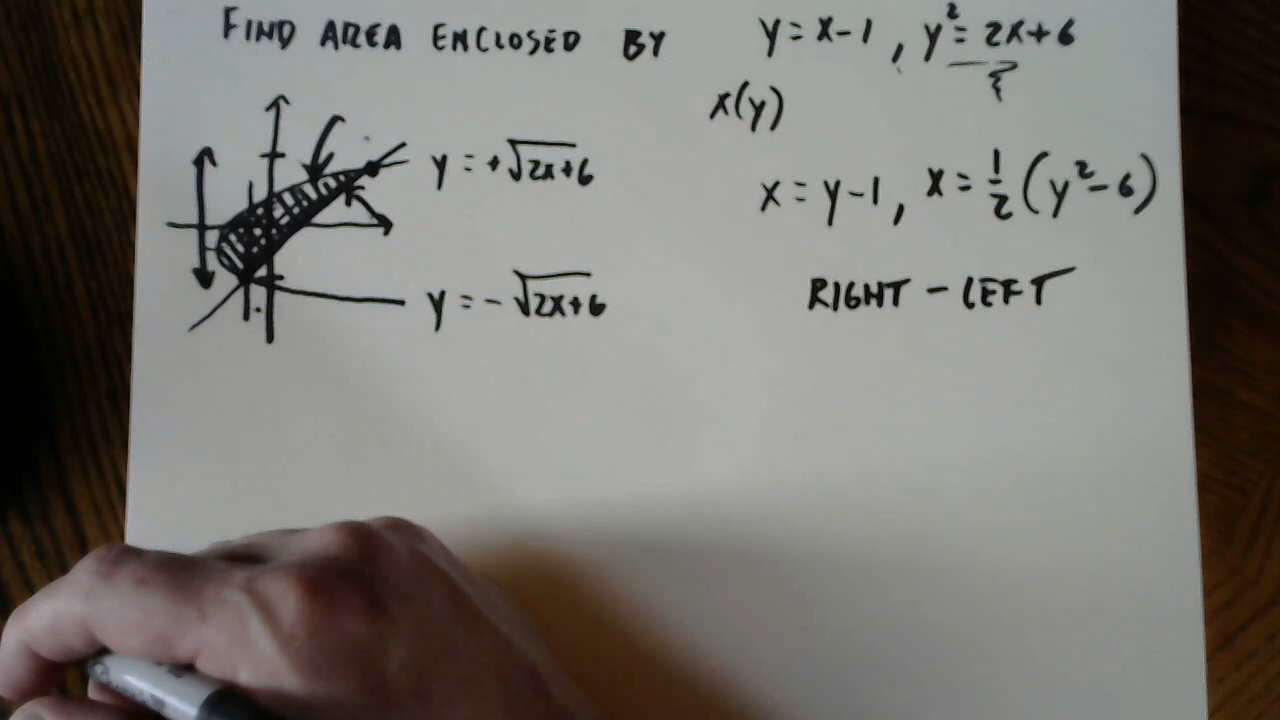 FIND AREA ENCLOSED BY y = x-1 , y² = 2x+6
x(y)
y = +√2x+6
x = y-1, x = 1/2 (y²-6)
y = -√2x+6
RIGHT - LEFT